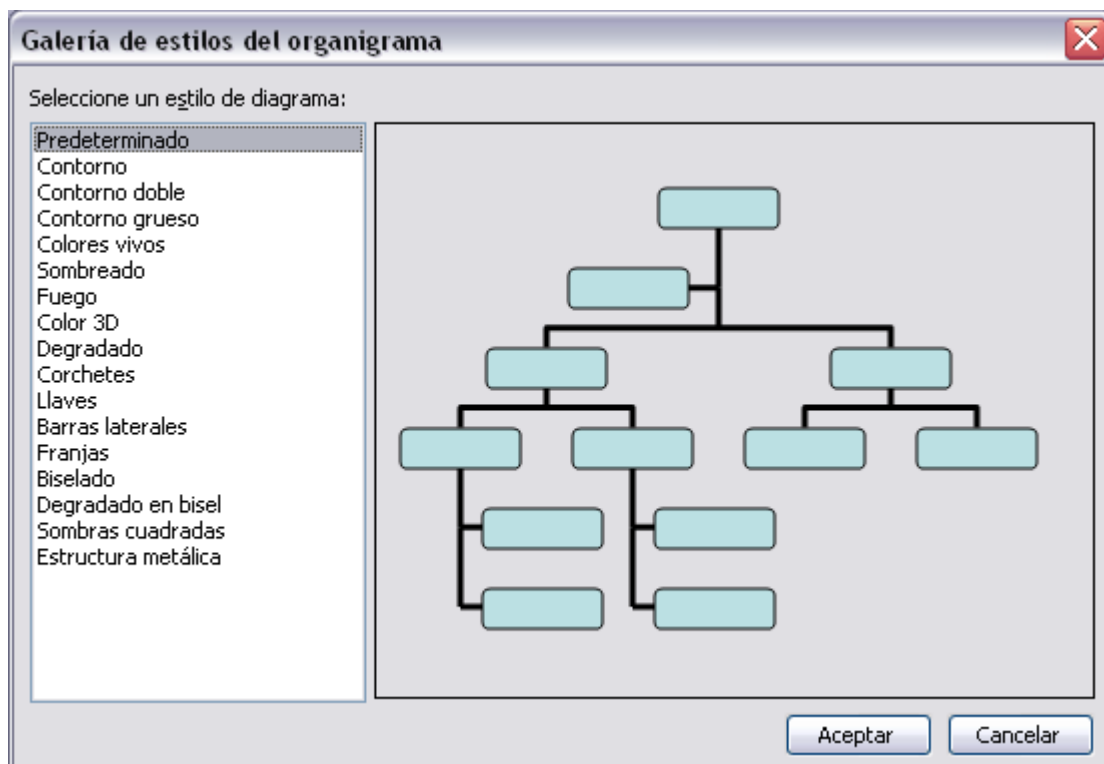 Galería de estilos del organigrama
Seleccione un estilo de diagrama:
Predeterminado
Contorno
Contorno doble
Contorno grueso
Colores vivos
Sombreado
Fuego
Color 3D
Degradado
Corchetes
Llaves
Barras laterales
Franjas
Biselado
Degradado en bisel
Sombras cuadradas
Estructura metálica
Aceptar
Cancelar